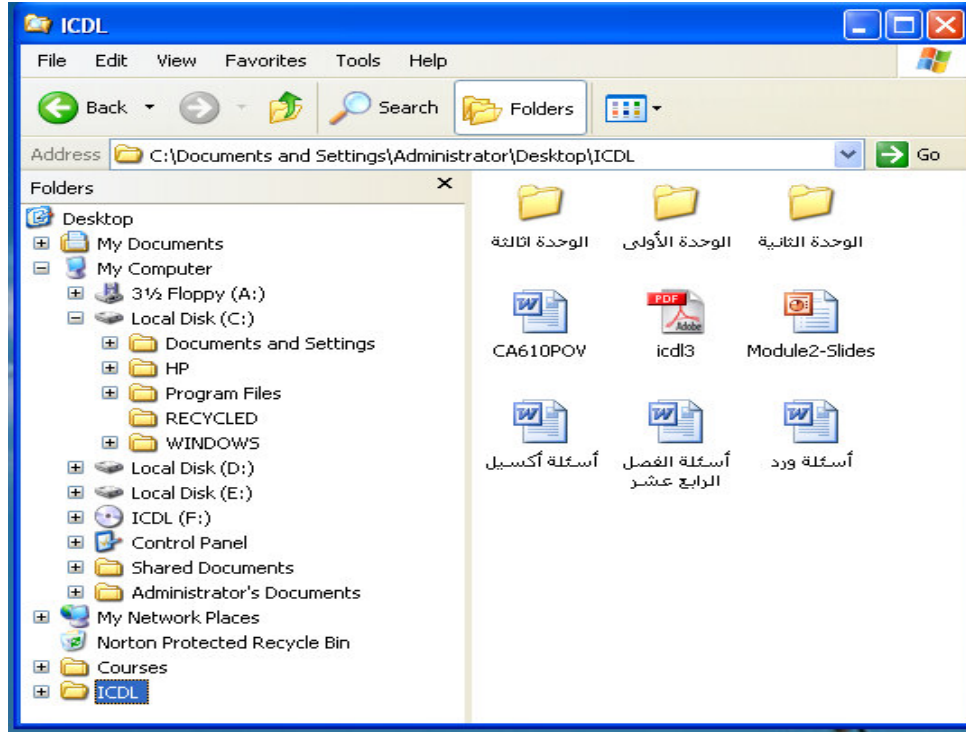 ICDL
File Edit View Favorites Tools Help
Back Search Folders
Address C:\Documents and Settings\Administrator\Desktop\ICDL Go
Folders
Desktop
My Documents
My Computer
3½ Floppy (A:)
Local Disk (C:)
Documents and Settings
HP
Program Files
RECYCLED
WINDOWS
Local Disk (D:)
Local Disk (E:)
ICDL (F:)
Control Panel
Shared Documents
Administrator's Documents
My Network Places
Norton Protected Recycle Bin
Courses
ICDL
الوحدة الثانية الوحدة الأولى الوحدة اثالثة
CA610POV icdl3 Module2-Slides
PDF
Adobe
أسئلة ورد أسئلة الفصل أسئلة أكسيل
الرابع عشر